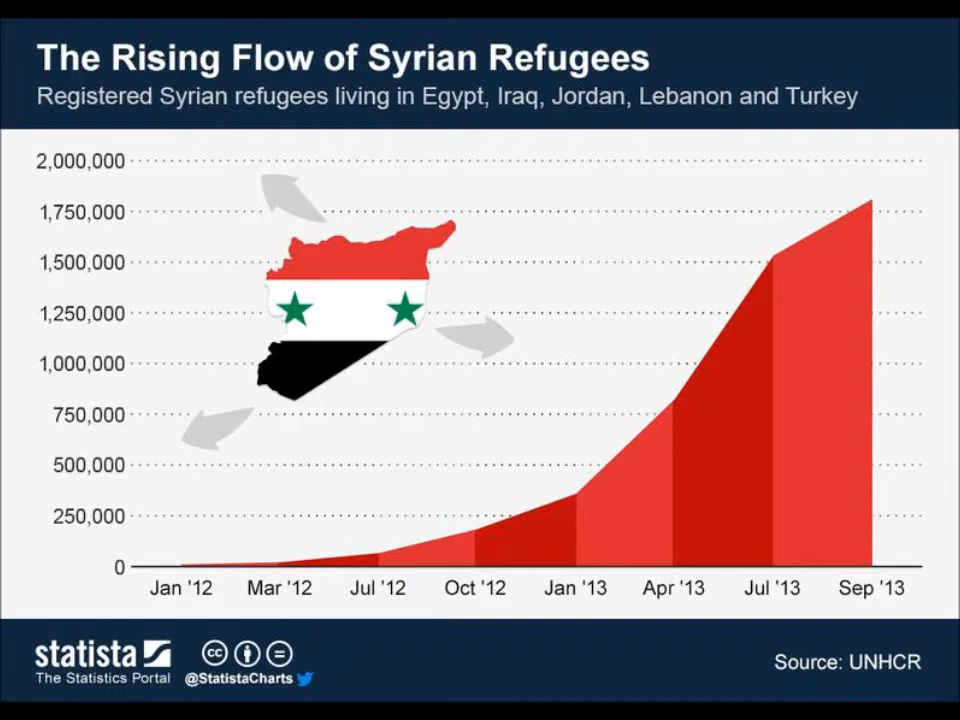 The Rising Flow of Syrian Refugees
Registered Syrian refugees living in Egypt, Iraq, Jordan, Lebanon and Turkey
2,000,000
1,750,000
1,500,000
1,250,000
1,000,000
750,000
500,000
250,000
0
Jan '12 Mar '12 Jul '12 Oct '12 Jan '13 Apr '13 Jul '13 Sep '13
statista
The Statistics Portal
cc
@StatistaCharts
Source: UNHCR